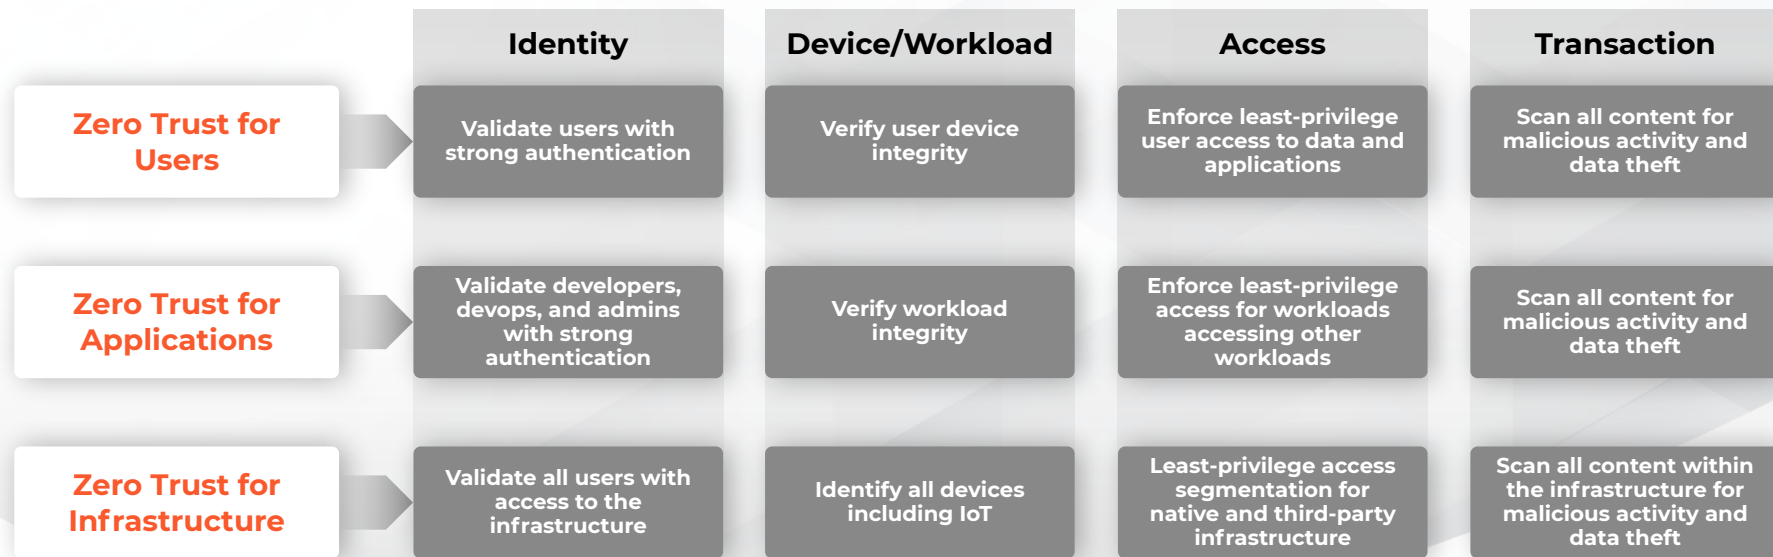 Identity
Device/Workload
Access
Transaction
Zero Trust for
Users
Validate users with
strong authentication
Verify user device
integrity
Enforce least-privilege
user access to data and
applications
Scan all content for
malicious activity and
data theft
Zero Trust for
Applications
Validate developers,
devops, and admins
with strong
authentication
Verify workload
integrity
Enforce least-privilege
access for workloads
accessing other
workloads
Scan all content for
malicious activity and
data theft
Zero Trust for
Infrastructure
Validate all users with
access to the
infrastructure
Identify all devices
including IoT
Least-privilege access
segmentation for
native and third-party
infrastructure
Scan all content within
the infrastructure for
malicious activity and
data theft